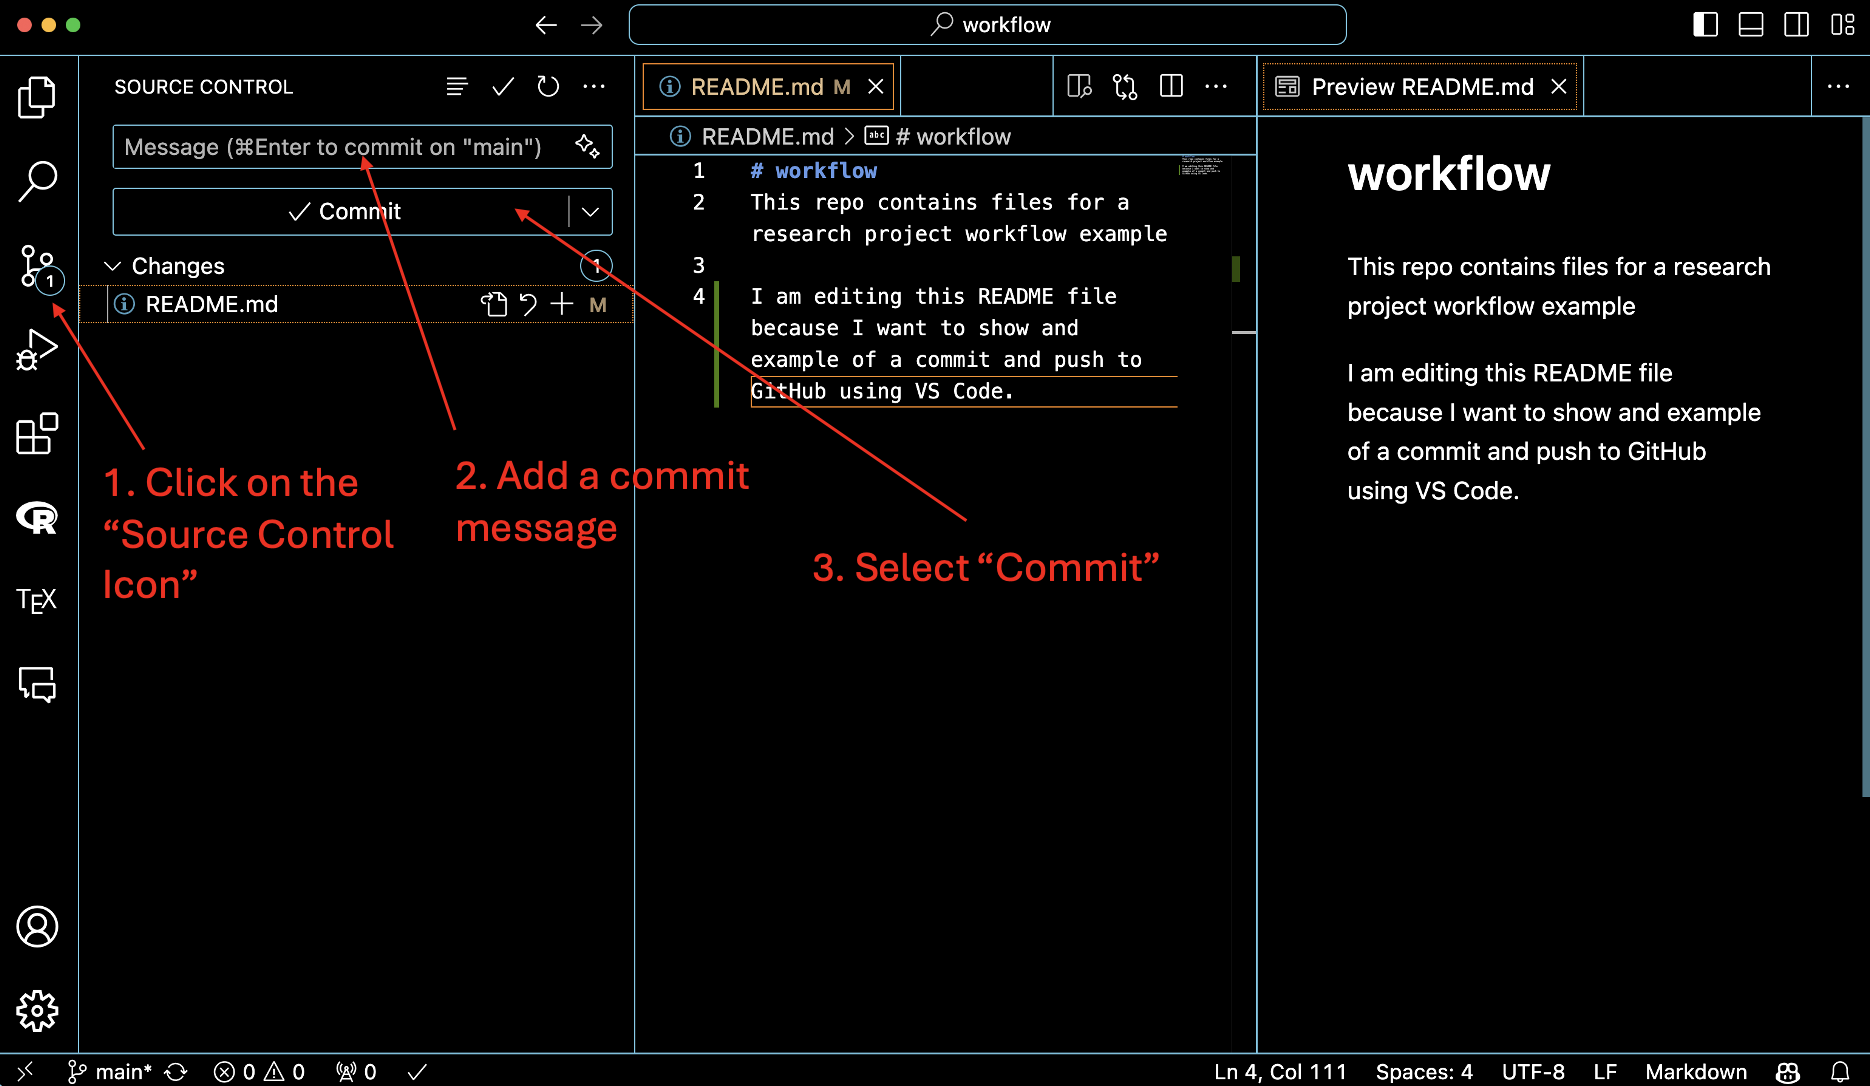 workflow
SOURCE CONTROL
Message (⌘Enter to commit on "main")
Commit
Changes
1
README.md
M
1
TEX
README.md M
README.md > # workflow
1 # workflow
2 This repo contains files for a
research project workflow example
3
4 I am editing this README file
because I want to show and
example of a commit and push to
GitHub using VS Code.
Preview README.md
workflow
This repo contains files for a research
project workflow example
I am editing this README file
because I want to show and example
of a commit and push to GitHub
using VS Code.
1. Click on the
“Source Control
Icon”
2. Add a commit
message
3. Select “Commit”
main* 0 0 0
Ln 4, Col 111 Spaces: 4 UTF-8 LF Markdown